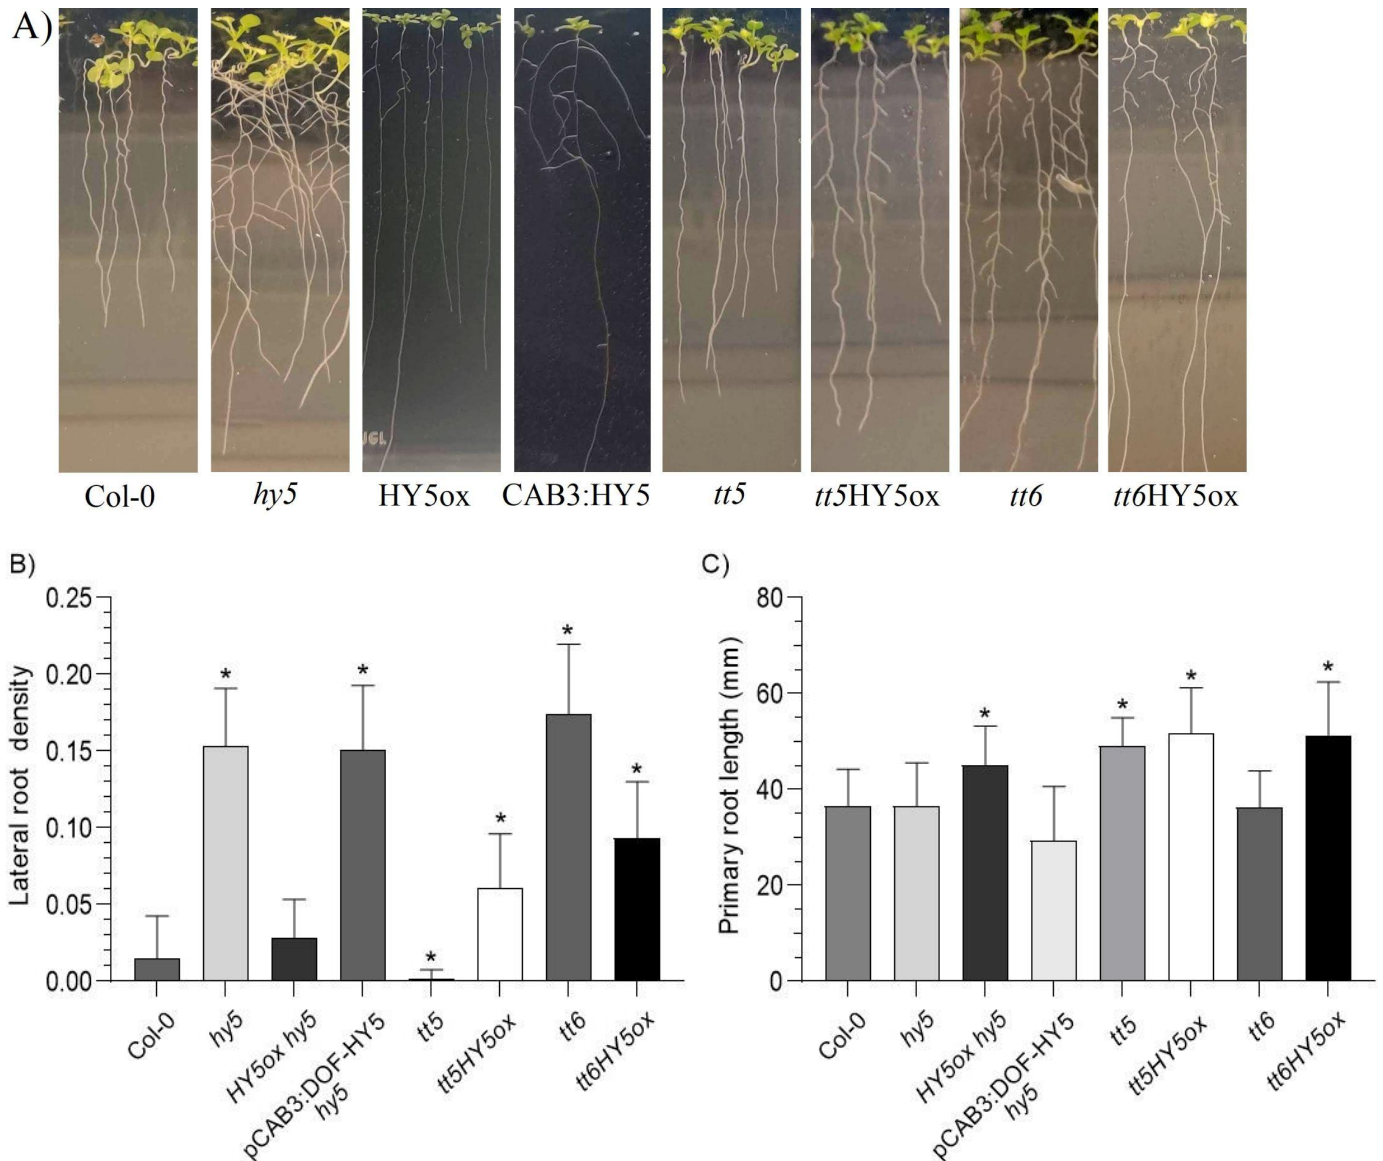 A)
JGL
Col-0 hy5 HY5ox CAB3:HY5 tt5 tt5HY5ox tt6 tt6HY5ox
B)
Lateral root density
0.25
0.20
0.15
0.10
0.05
0.00
* * * * * *
Col-0
hy5
HY5ox hy5
pCAB3:DOF-HY5
hy5
tt5
tt5HY5ox
tt6
tt6HY5ox
C)
Primary root length (mm)
80
60
40
20
0
* * * *
Col-0
hy5
HY5ox hy5
pCAB3:DOF-HY5
hy5
tt5
tt5HY5ox
tt6
tt6HY5ox